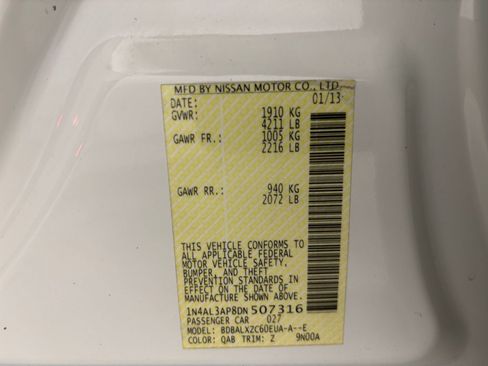 MFD BY NISSAN MOTOR CO., LTD.
DATE: 01/13
GVWR: 1910 KG
4211 LB
GAWR FR.: 1005 KG
2216 LB
GAWR RR.: 940 KG
2072 LB
THIS VEHICLE CONFORMS TO
ALL APPLICABLE FEDERAL
MOTOR VEHICLE SAFETY,
BUMPER, AND THEFT
PREVENTION STANDARDS IN
EFFECT ON THE DATE OF
MANUFACTURE SHOWN ABOVE.
1N4AL3AP8DN 507316
PASSENGER CAR 027
MODEL: BDBALXZC6DEUA-A--E
COLOR: QAB TRIM: Z 9N00A